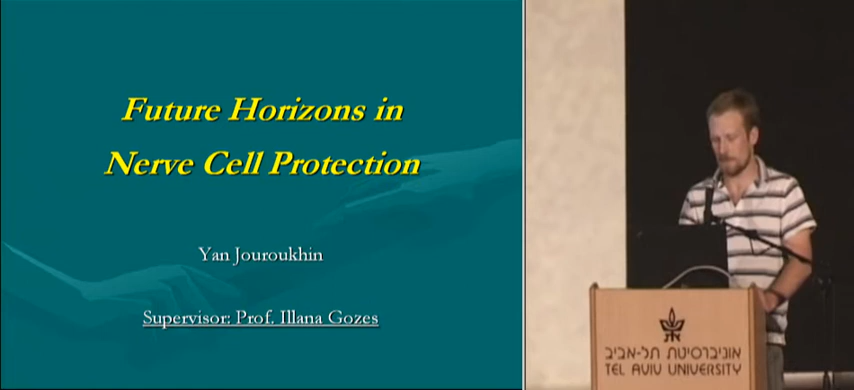 Future Horizons in
Nerve Cell Protection
Yan Jouroukhin
Supervisor: Prof. Illana Gozes
אוניברסיטת תל-אביב
TEL AVIV UNIVERSITY